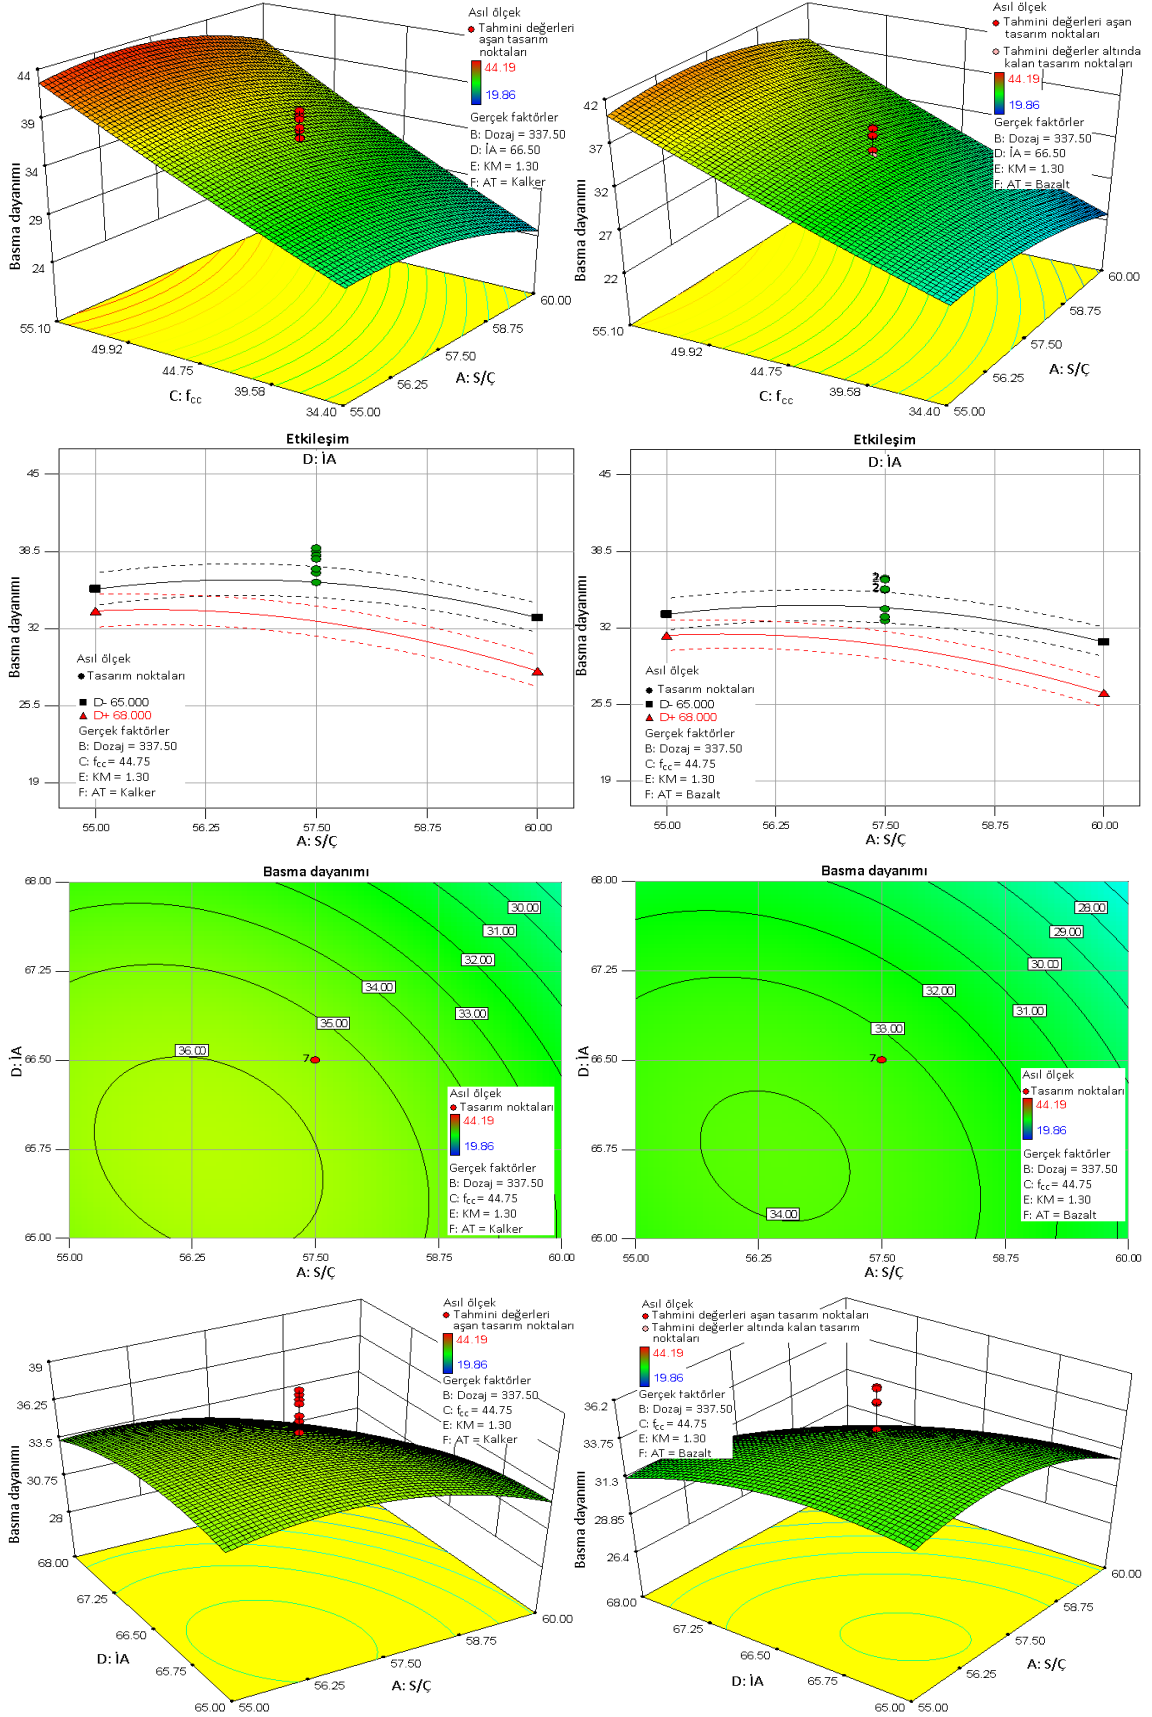 Asıl ölçek
Tahmini değerleri
aşan tasarım
noktaları
44.19
19.86
Gerçek faktörler
B: Dozaj = 337.50
D: İA = 66.50
E: KM = 1.30
F: AT = Kalker
Basma dayanımı
44
39
34
29
24
55.10
49.92
44.75
39.58
34.40
C: fcc
55.00
56.25
57.50
58.75
60.00
A: S/Ç
Asıl ölçek
Tahmini değerleri aşan
tasarım noktaları
Tahmini değerler altında
kalan tasarım noktaları
44.19
19.86
Gerçek faktörler
B: Dozaj = 337.50
D: İA = 66.50
E: KM = 1.30
F: AT = Bazalt
Basma dayanımı
42
37
32
27
22
55.10
49.92
44.75
39.58
34.40
C: fcc
55.00
56.25
57.50
58.75
60.00
A: S/Ç
Etkileşim
D: İA
Basma dayanımı
45
38.5
32
25.5
19
Asıl ölçek
Tasarım noktaları
D- 65.000
D+ 68.000
Gerçek faktörler
B: Dozaj = 337.50
C: fcc = 44.75
E: KM = 1.30
F: AT = Kalker
55.00
56.25
57.50
58.75
60.00
A: S/Ç
Etkileşim
D: İA
Basma dayanımı
45
38.5
32
25.5
19
2
2
Asıl ölçek
Tasarım noktaları
D- 65.000
D+ 68.000
Gerçek faktörler
B: Dozaj = 337.50
C: fcc = 44.75
E: KM = 1.30
F: AT = Bazalt
55.00
56.25
57.50
58.75
60.00
A: S/Ç
Basma dayanımı
D: İA
68.00
67.25
66.50
65.75
65.00
30.00
31.00
32.00
33.00
34.00
35.00
36.00
7
Asıl ölçek
Tasarım noktaları
44.19
19.86
Gerçek faktörler
B: Dozaj = 337.50
C: fcc = 44.75
E: KM = 1.30
F: AT = Kalker
55.00
56.25
57.50
58.75
60.00
A: S/Ç
Basma dayanımı
D: İA
68.00
67.25
66.50
65.75
65.00
28.00
29.00
30.00
31.00
32.00
33.00
34.00
7
Asıl ölçek
Tasarım noktaları
44.19
19.86
Gerçek faktörler
B: Dozaj = 337.50
C: fcc = 44.75
E: KM = 1.30
F: AT = Bazalt
55.00
56.25
57.50
58.75
60.00
A: S/Ç
Asıl ölçek
Tahmini değerleri
aşan tasarım noktaları
44.19
19.86
Gerçek faktörler
B: Dozaj = 337.50
C: fcc = 44.75
E: KM = 1.30
F: AT = Kalker
Basma dayanımı
39
36.25
33.5
30.75
28
68.00
67.25
66.50
65.75
65.00
D: İA
55.00
56.25
57.50
58.75
60.00
A: S/Ç
Asıl ölçek
Tahmini değerleri aşan tasarım noktaları
Tahmini değerler altında kalan tasarım
noktaları
44.19
19.86
Gerçek faktörler
B: Dozaj = 337.50
C: fcc = 44.75
E: KM = 1.30
F: AT = Bazalt
Basma dayanımı
36.2
33.75
31.3
28.85
26.4
68.00
67.25
66.50
65.75
65.00
D: İA
55.00
56.25
57.50
58.75
60.00
A: S/Ç